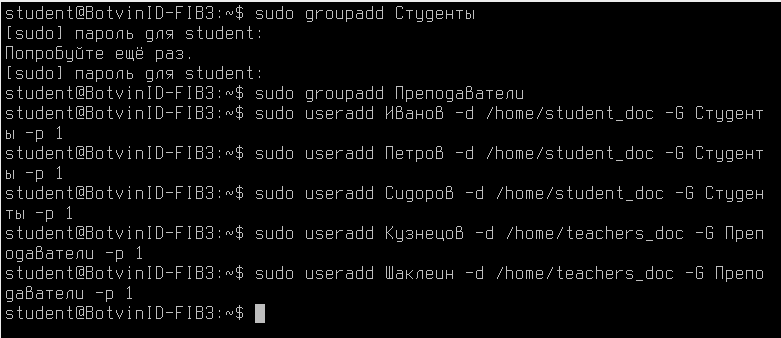 student@BotvinID-FIB3:~$ sudo groupadd Студенты
[sudo] пароль для student:
Попробуйте ещё раз.
[sudo] пароль для student:
student@BotvinID-FIB3:~$ sudo groupadd Преподаватели
student@BotvinID-FIB3:~$ sudo useradd Иванов -d /home/student_doc -G Студент
ы -p 1
student@BotvinID-FIB3:~$ sudo useradd Петров -d /home/student_doc -G Студент
ы -p 1
student@BotvinID-FIB3:~$ sudo useradd Сидоров -d /home/student_doc -G Студен
ты -p 1
student@BotvinID-FIB3:~$ sudo useradd Кузнецов -d /home/teachers_doc -G Преп
одаватели -p 1
student@BotvinID-FIB3:~$ sudo useradd Шаклеин -d /home/teachers_doc -G Препо
даватели -p 1
student@BotvinID-FIB3:~$